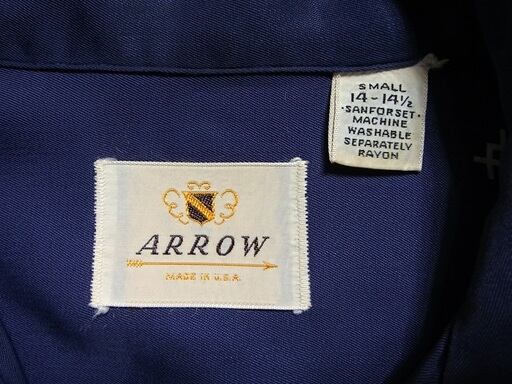 SMALL
14-14½
·SANFORSET·
MACHINE
WASHABLE
SEPARATELY
RAYON
ARROW
MADE IN U.S.A.